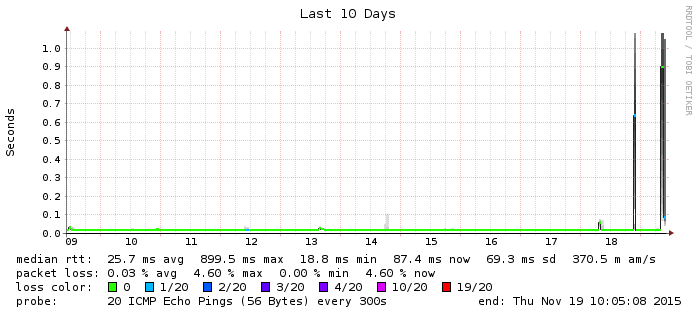 Last 10 Days
RRDTOOL / TOBI OETIKER
Seconds
1.0
0.9
0.8
0.7
0.6
0.5
0.4
0.3
0.2
0.1
0.0
09 10 11 12 13 14 15 16 17 18
median rtt: 25.7 ms avg 899.5 ms max 18.8 ms min 87.4 ms now 69.3 ms sd 370.5 m am/s
packet loss: 0.03 % avg 4.60 % max 0.00 % min 4.60 % now
loss color: 0 1/20 2/20 3/20 4/20 10/20 19/20
probe: 20 ICMP Echo Pings (56 Bytes) every 300s end: Thu Nov 19 10:05:08 2015